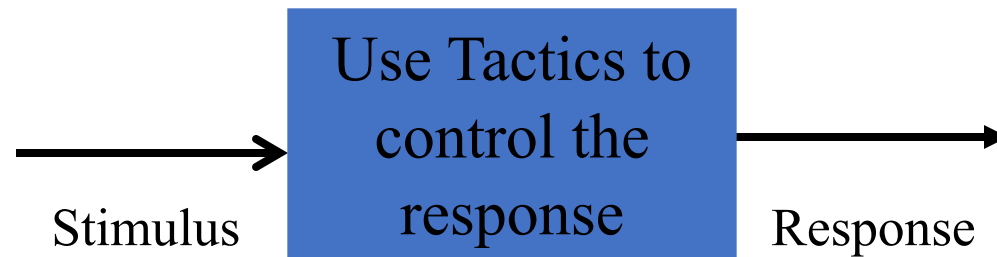 Use Tactics to
control the
response
Stimulus
Response